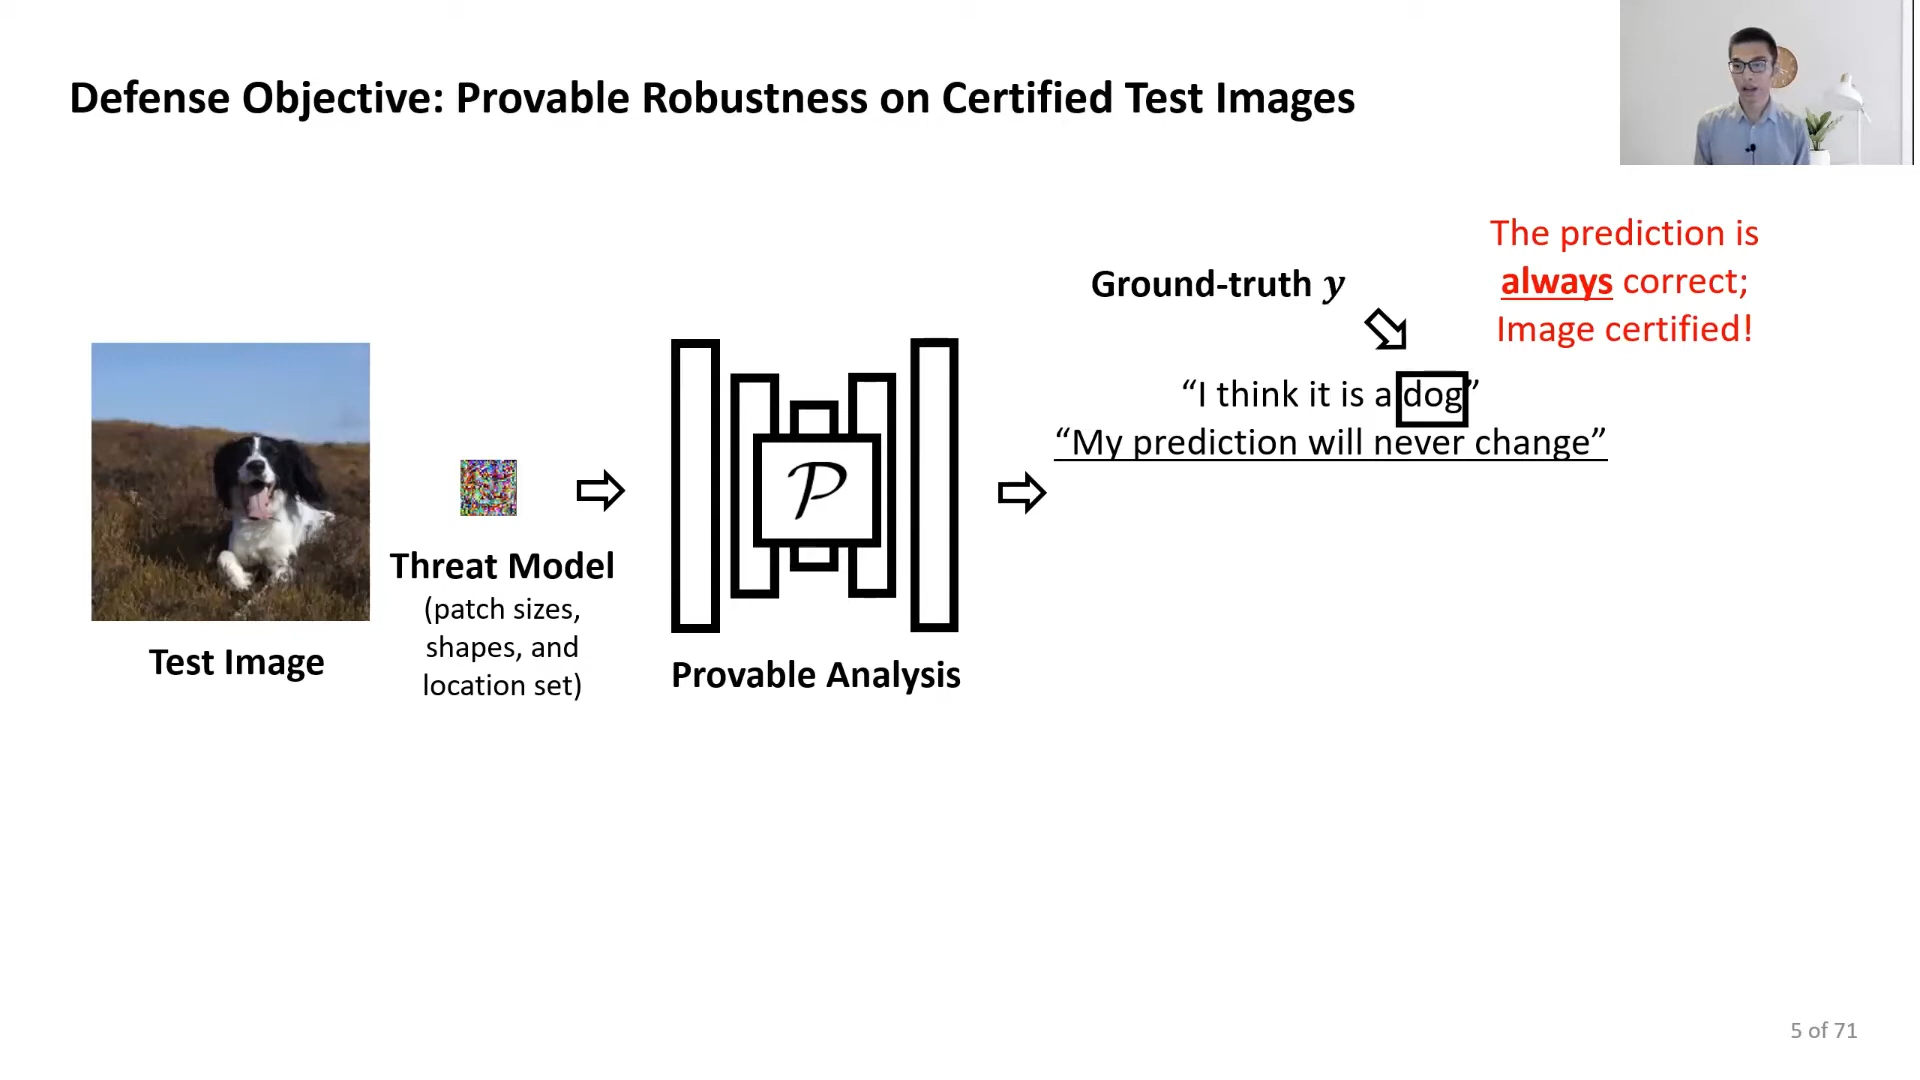 Defense Objective: Provable Robustness on Certified Test Images
The prediction is
always correct;
Image certified!
Ground-truth y
“I think it is a dog”
“My prediction will never change”
P
Threat Model
(patch sizes,
shapes, and
location set)
Test Image
Provable Analysis
5 of 71